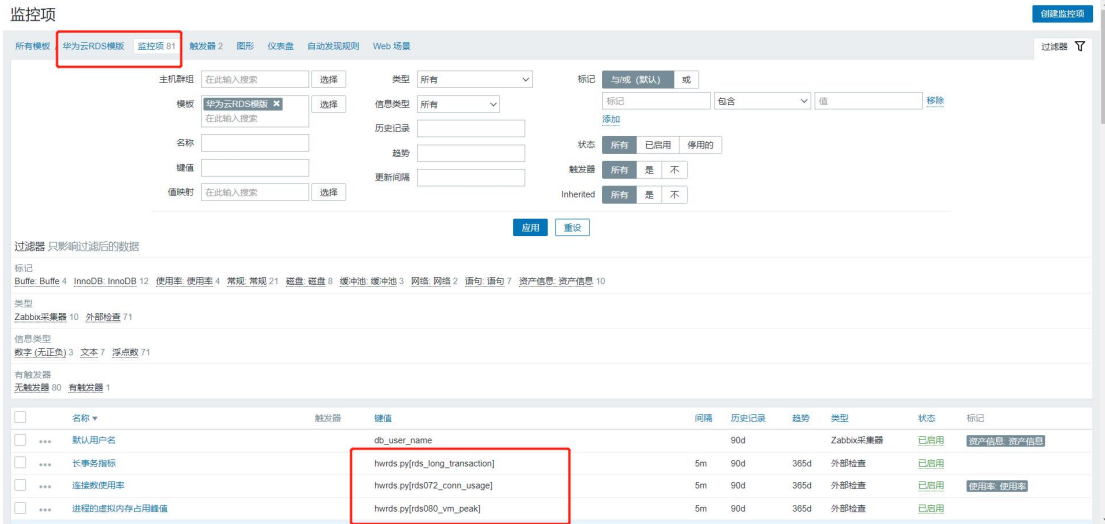 监控项
创建监控项
所有模板 / 华为云RDS模版 监控项 81 触发器 2 图形 仪表盘 自动发现规则 Web 场景
过滤器
主机群组 在此输入搜索 选择 类型 所有 标记 与/或 (默认) 或
模板 华为云RDS模版 选择 信息类型 所有 标记 包含 值 移除
在此输入搜索 历史记录 添加
名称 趋势 状态 所有 已启用 停用的
键值 更新间隔 触发器 所有 是 不
值映射 在此输入搜索 选择 Inherited 所有 是 不
应用 重设
过滤器 只影响过滤后的数据
标记
Buffe: Buffe 4 InnoDB: InnoDB 12 使用率: 使用率 4 常规: 常规 21 磁盘: 磁盘 8 缓冲池: 缓冲池 3 网络: 网络 2 语句: 语句 7 资产信息: 资产信息 10
类型
Zabbix采集器 10 外部检查 71
信息类型
数字 (无正负) 3 文本 7 浮点数 71
有触发器
无触发器 80 有触发器 1
名称 触发器 键值 间隔 历史记录 趋势 类型 状态 标记
默认用户名 db_user_name 90d Zabbix采集器 已启用 资产信息: 资产信息
长事务指标 hwrds.py[rds_long_transaction] 5m 90d 365d 外部检查 已启用
连接数使用率 hwrds.py[rds072_conn_usage] 5m 90d 365d 外部检查 已启用 使用率: 使用率
进程的虚拟内存占用峰值 hwrds.py[rds080_vm_peak] 5m 90d 365d 外部检查 已启用